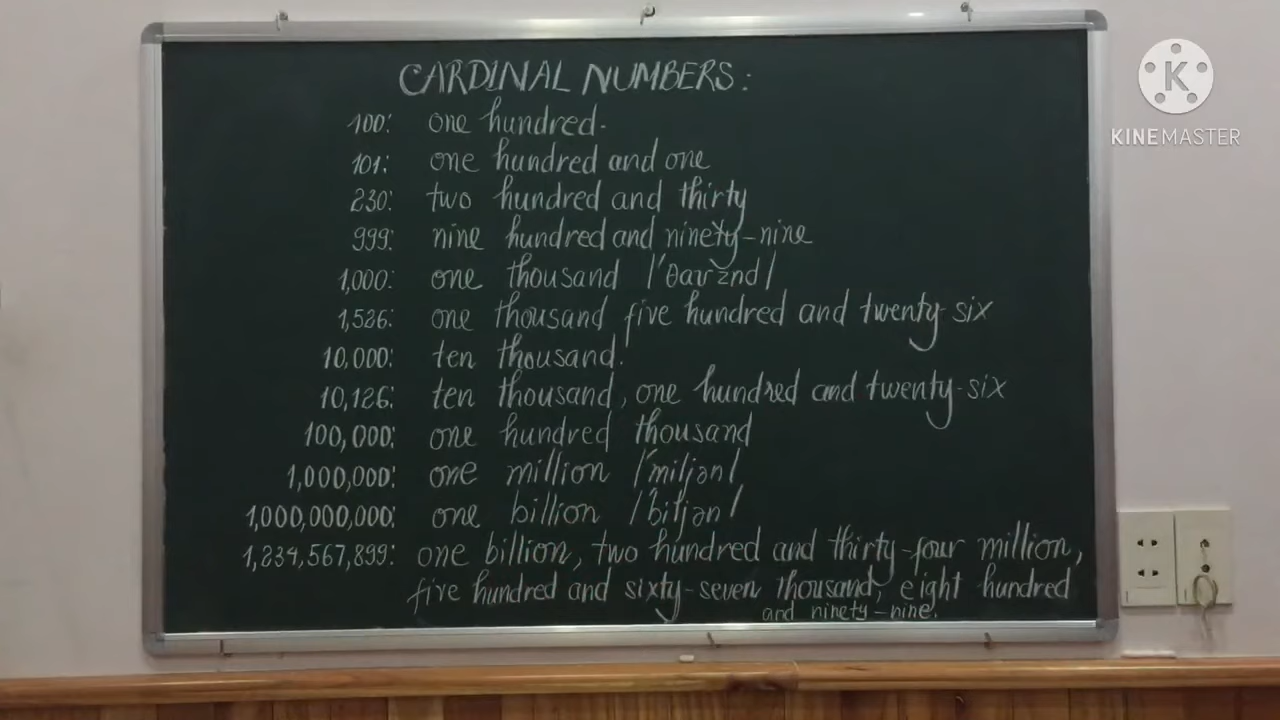 CARDINAL NUMBERS:
100: one hundred.
101: one hundred and one
230: two hundred and thirty
999: nine hundred and ninety-nine
1,000: one thousand /'θaʊznd/
1,526: one thousand five hundred and twenty-six
10,000: ten thousand.
10,126: ten thousand, one hundred and twenty-six
100,000: one hundred thousand
1,000,000: one million /'miljən/
1,000,000,000: one billion /'biljən/
1,234,567,899: one billion, two hundred and thirty-four million,
five hundred and sixty-seven thousand, eight hundred
and ninety-nine.
K
KINEMASTER